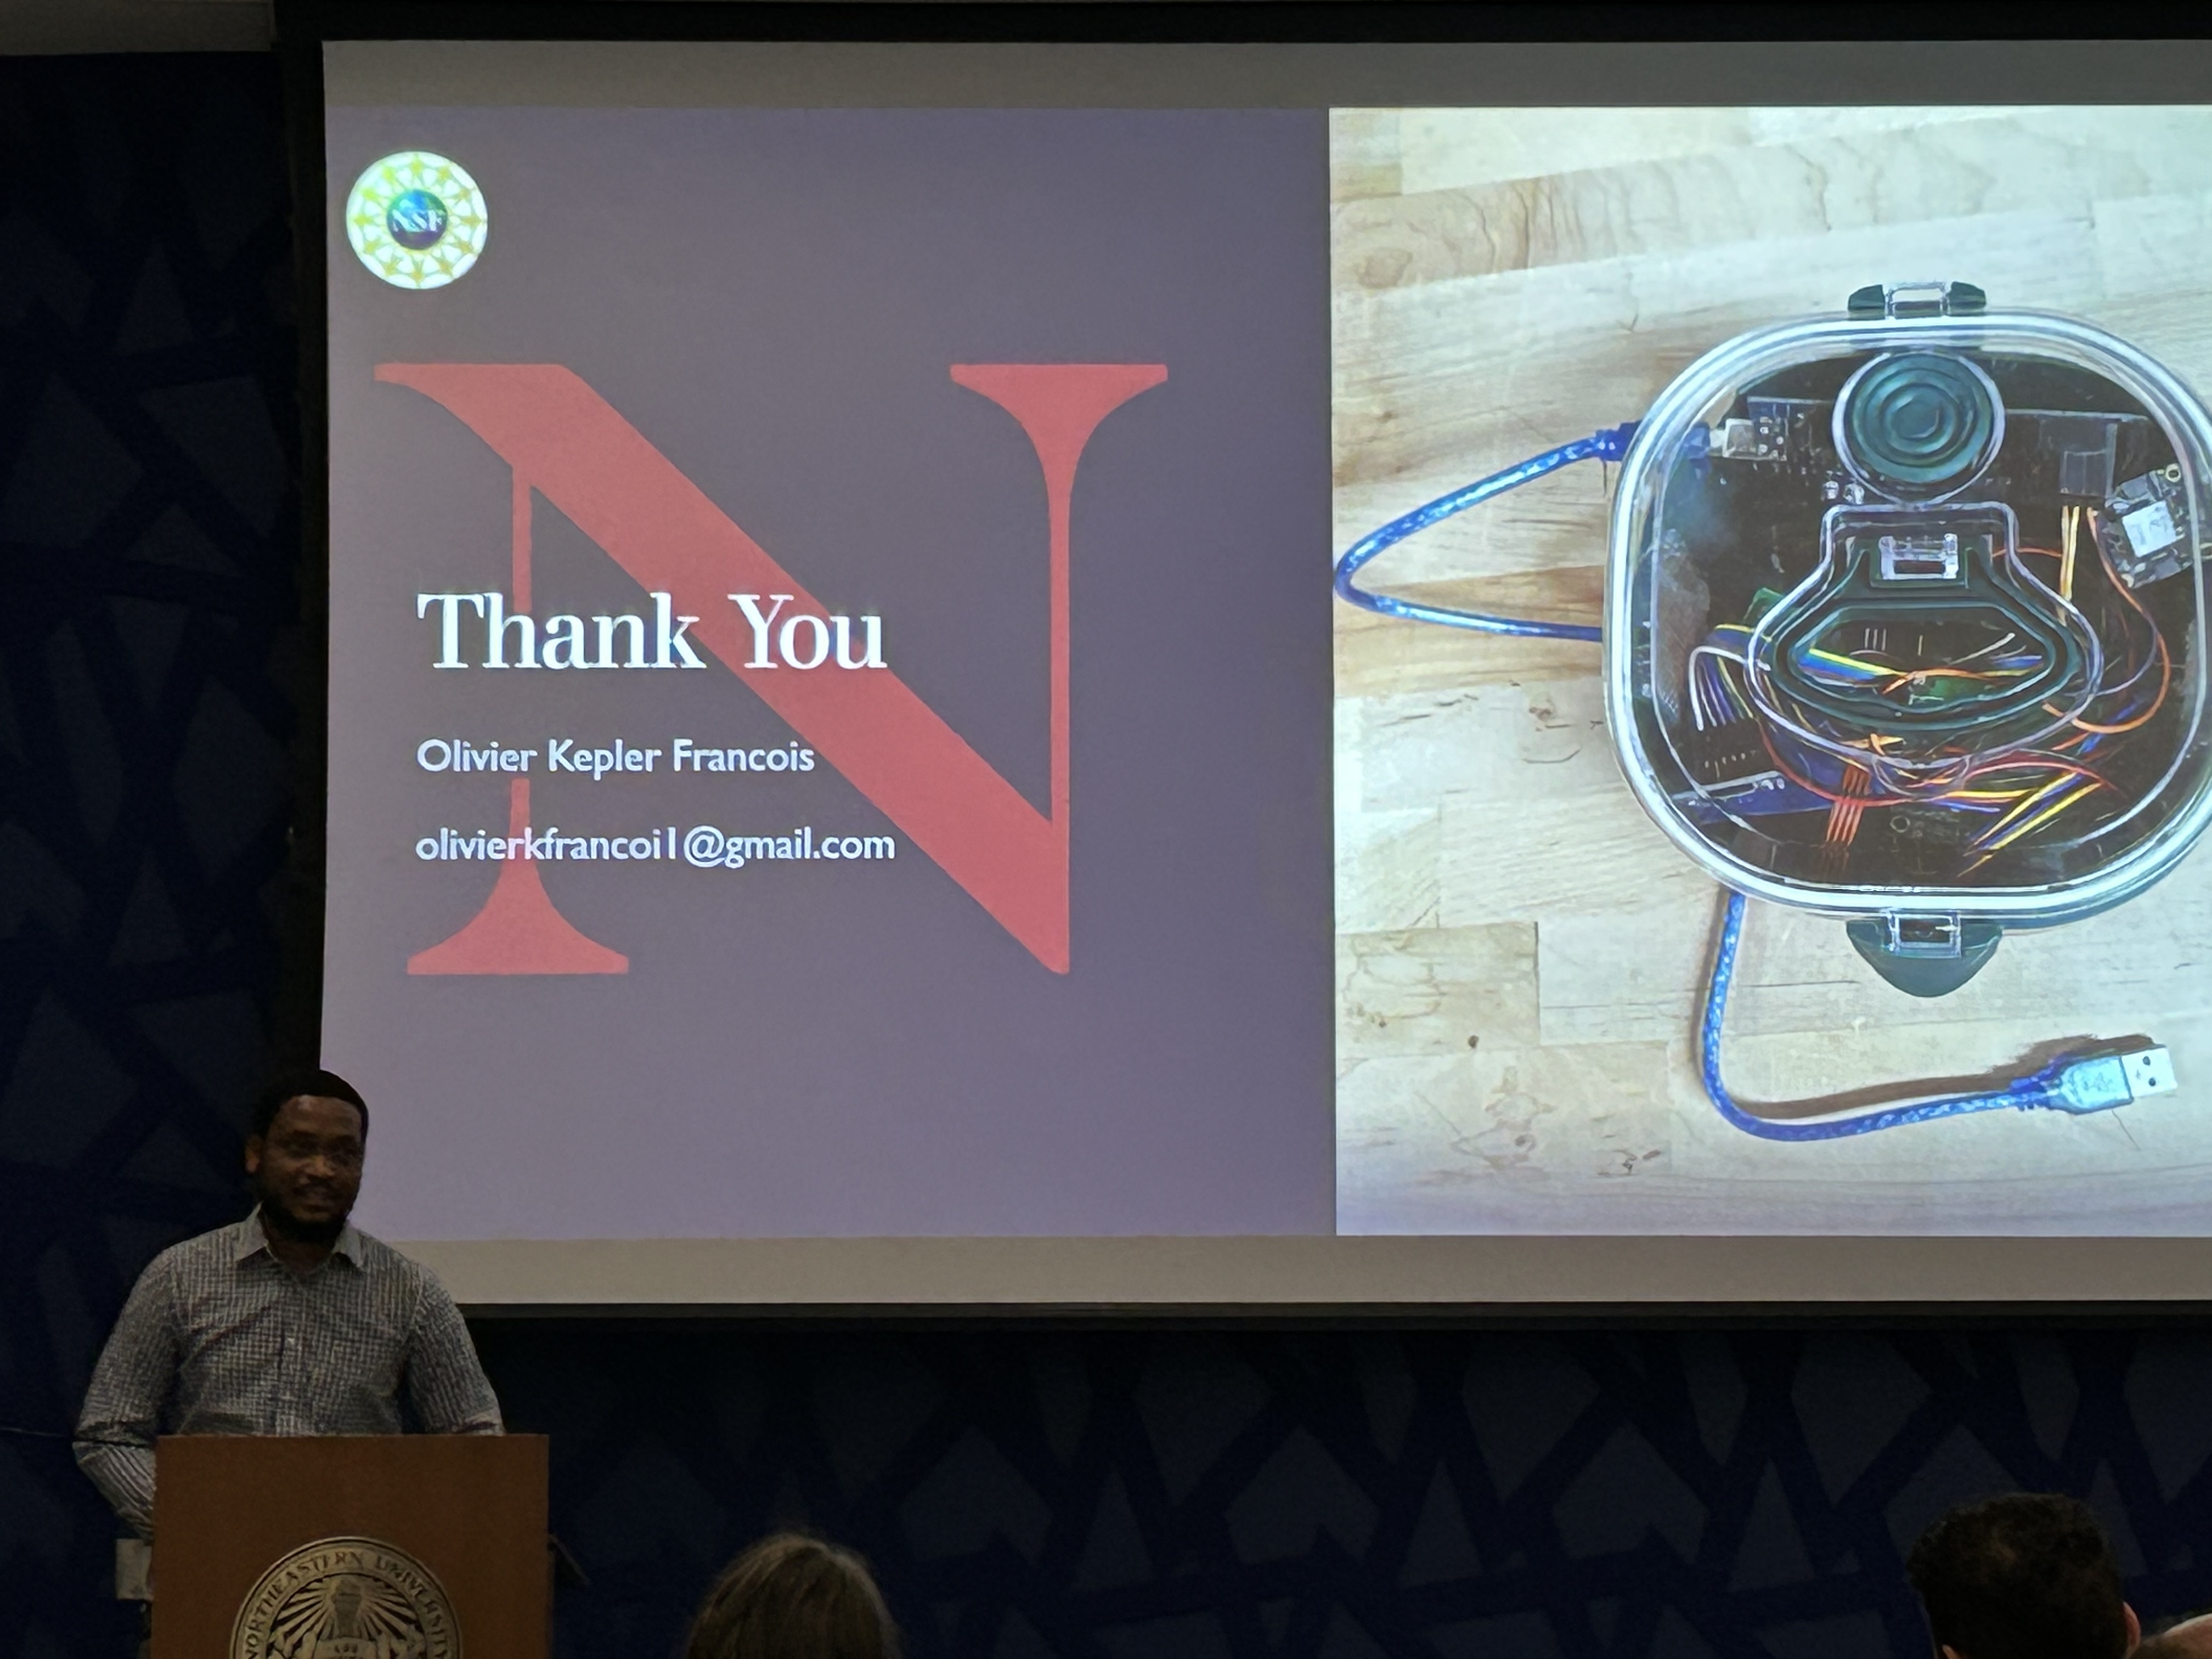 NSF
Thank You
Olivier Kepler Francois
olivierkfrancoi1@gmail.com
NORTHEASTERN UNIVERSITY